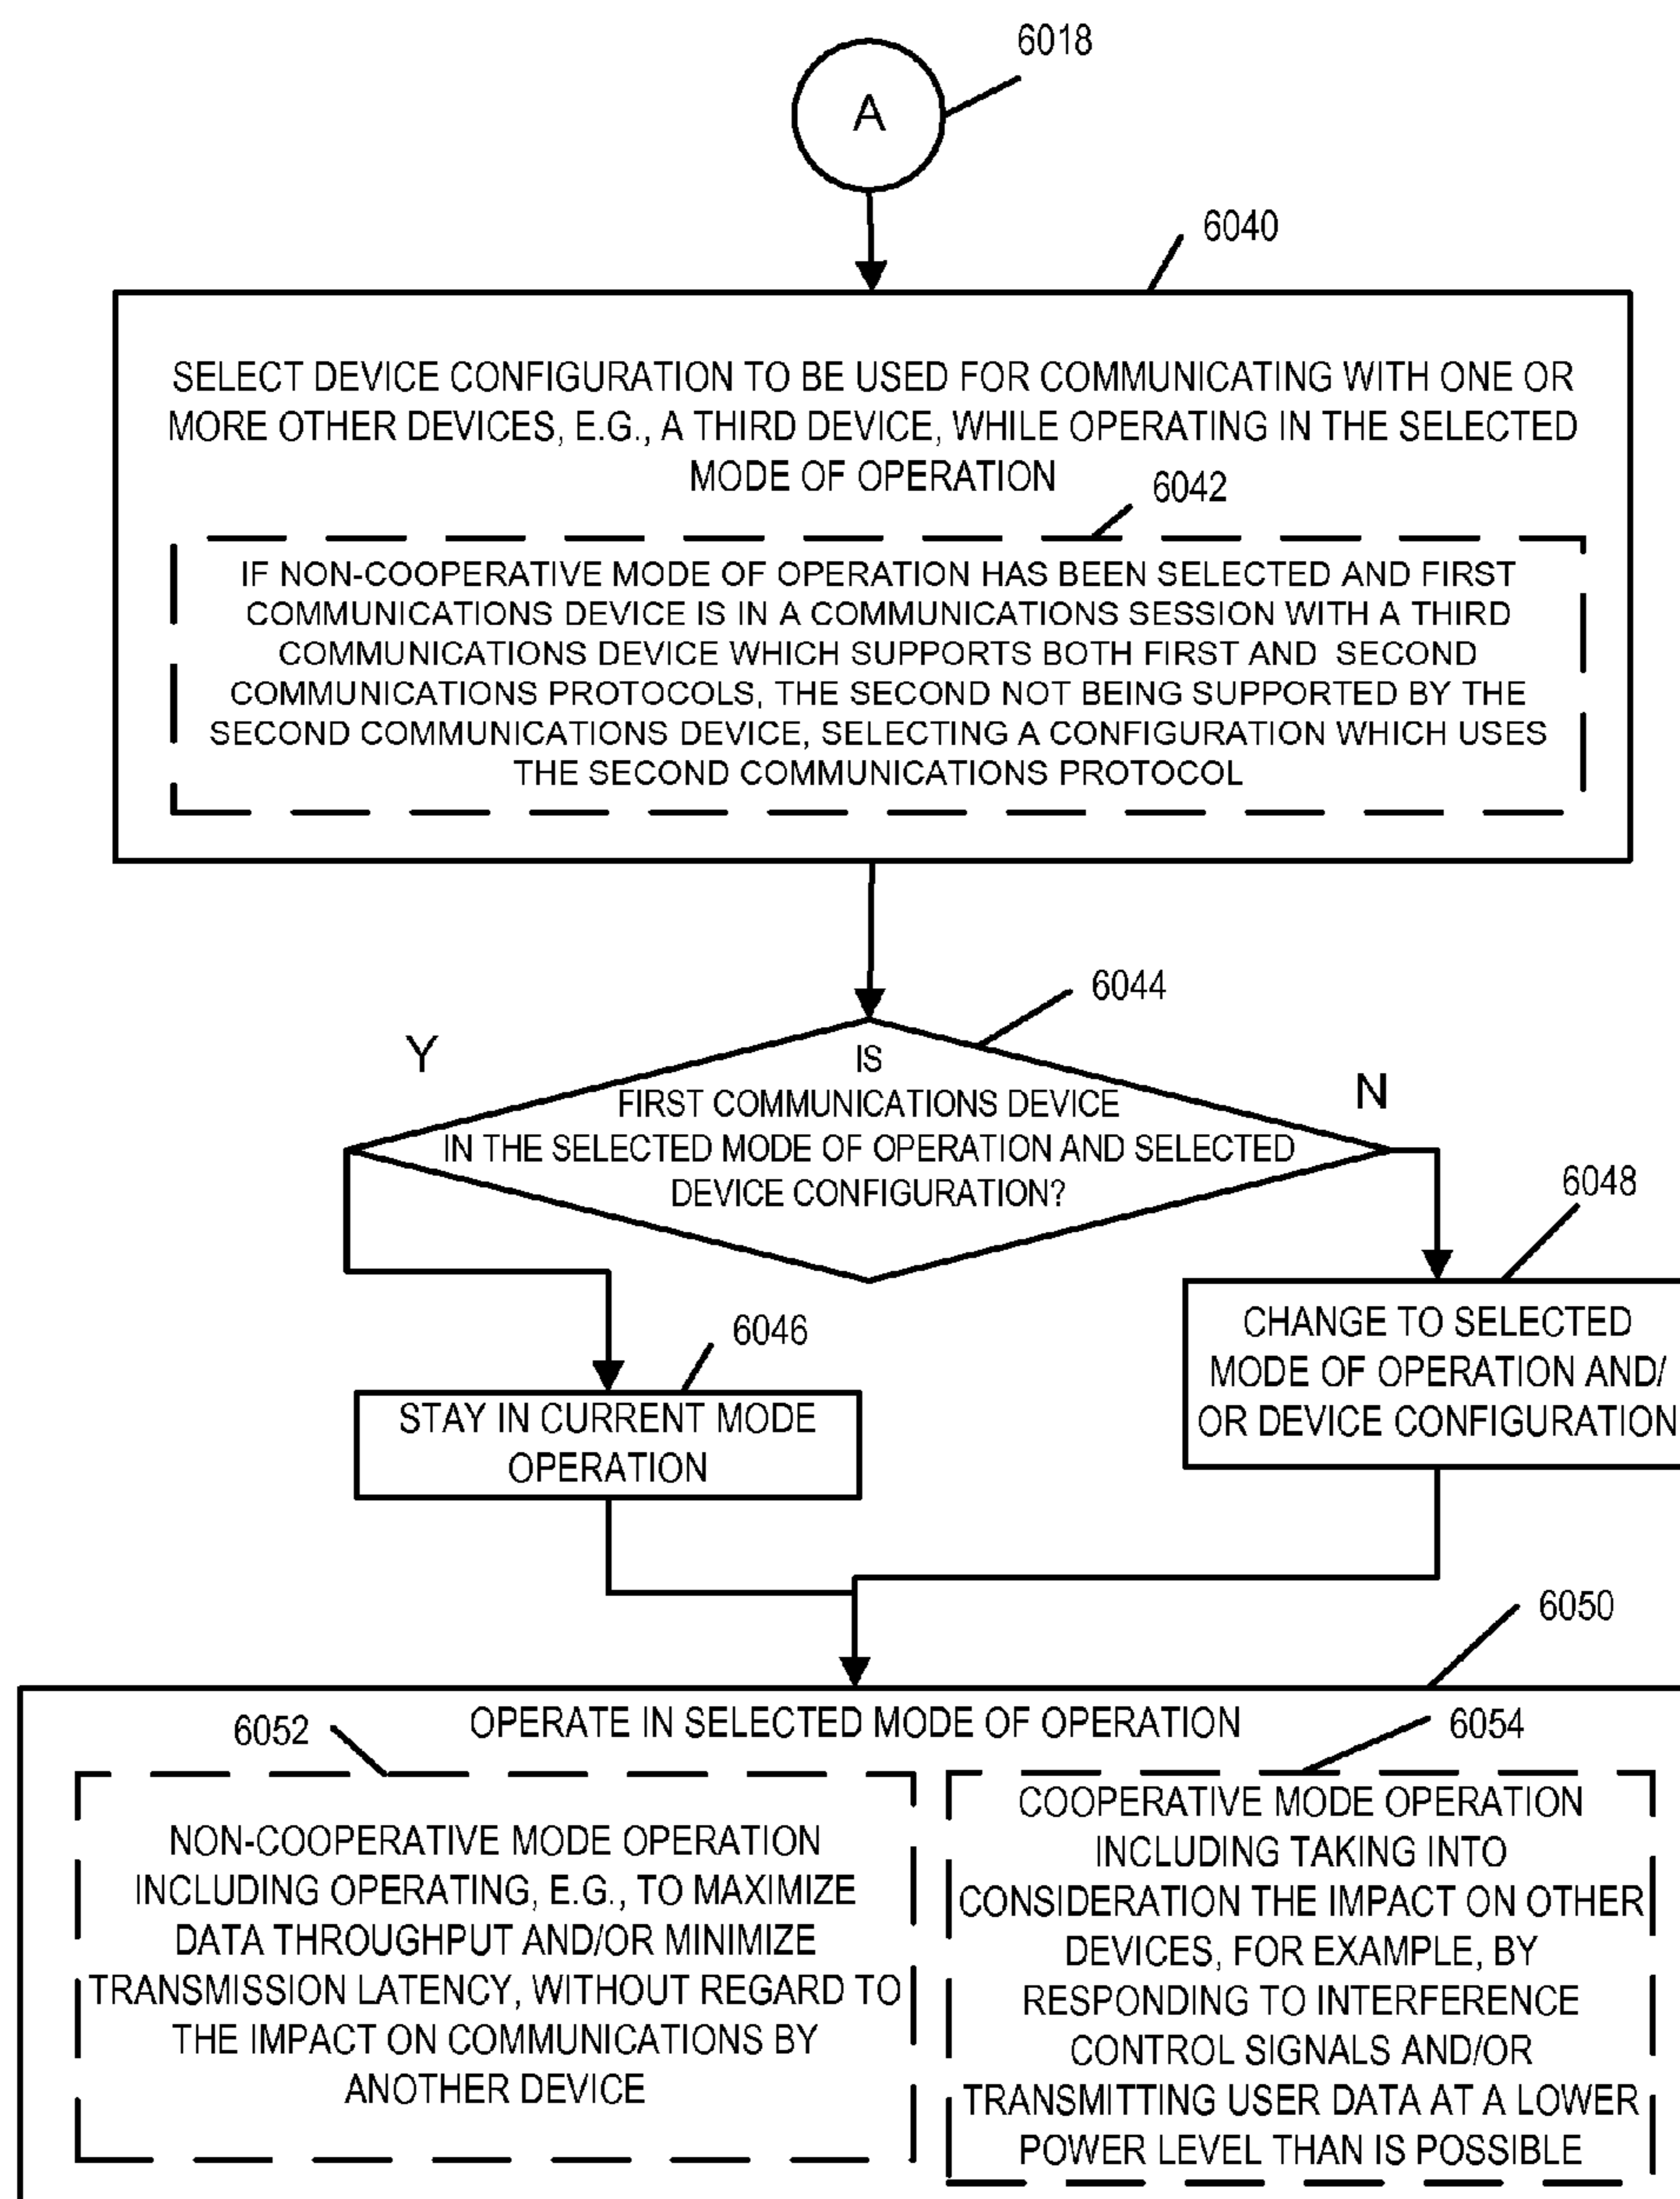 6018
A
6040
SELECT DEVICE CONFIGURATION TO BE USED FOR COMMUNICATING WITH ONE OR
MORE OTHER DEVICES, E.G., A THIRD DEVICE, WHILE OPERATING IN THE SELECTED
MODE OF OPERATION
6042
IF NON-COOPERATIVE MODE OF OPERATION HAS BEEN SELECTED AND FIRST
COMMUNICATIONS DEVICE IS IN A COMMUNICATIONS SESSION WITH A THIRD
COMMUNICATIONS DEVICE WHICH SUPPORTS BOTH FIRST AND SECOND
COMMUNICATIONS PROTOCOLS, THE SECOND NOT BEING SUPPORTED BY THE
SECOND COMMUNICATIONS DEVICE, SELECTING A CONFIGURATION WHICH USES
THE SECOND COMMUNICATIONS PROTOCOL
6044
Y
IS
FIRST COMMUNICATIONS DEVICE
IN THE SELECTED MODE OF OPERATION AND SELECTED
DEVICE CONFIGURATION?
N
6048
CHANGE TO SELECTED
MODE OF OPERATION AND/
OR DEVICE CONFIGURATION
6046
STAY IN CURRENT MODE
OPERATION
6050
OPERATE IN SELECTED MODE OF OPERATION
6052
NON-COOPERATIVE MODE OPERATION
INCLUDING OPERATING, E.G., TO MAXIMIZE
DATA THROUGHPUT AND/OR MINIMIZE
TRANSMISSION LATENCY, WITHOUT REGARD TO
THE IMPACT ON COMMUNICATIONS BY
ANOTHER DEVICE
6054
COOPERATIVE MODE OPERATION
INCLUDING TAKING INTO
CONSIDERATION THE IMPACT ON OTHER
DEVICES, FOR EXAMPLE, BY
RESPONDING TO INTERFERENCE
CONTROL SIGNALS AND/OR
TRANSMITTING USER DATA AT A LOWER
POWER LEVEL THAN IS POSSIBLE